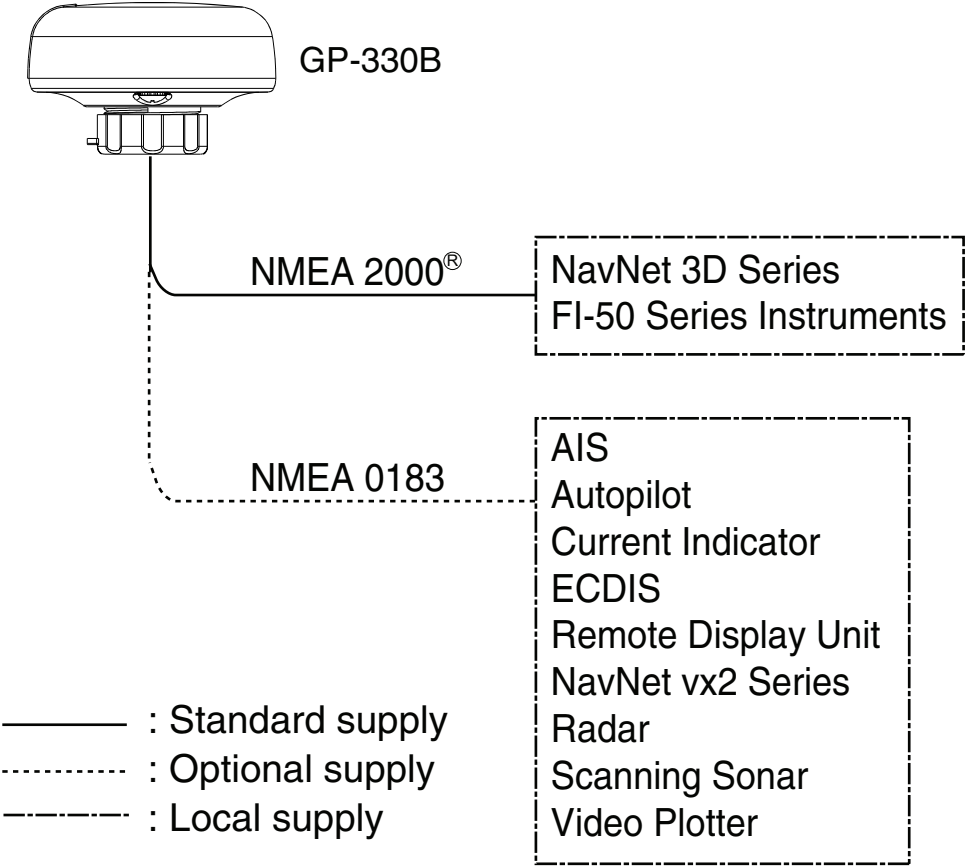 GP-330B
NMEA 2000®
NavNet 3D Series
FI-50 Series Instruments
NMEA 0183
AIS
Autopilot
Current Indicator
ECDIS
Remote Display Unit
NavNet vx2 Series
Radar
Scanning Sonar
Video Plotter
: Standard supply
: Optional supply
: Local supply